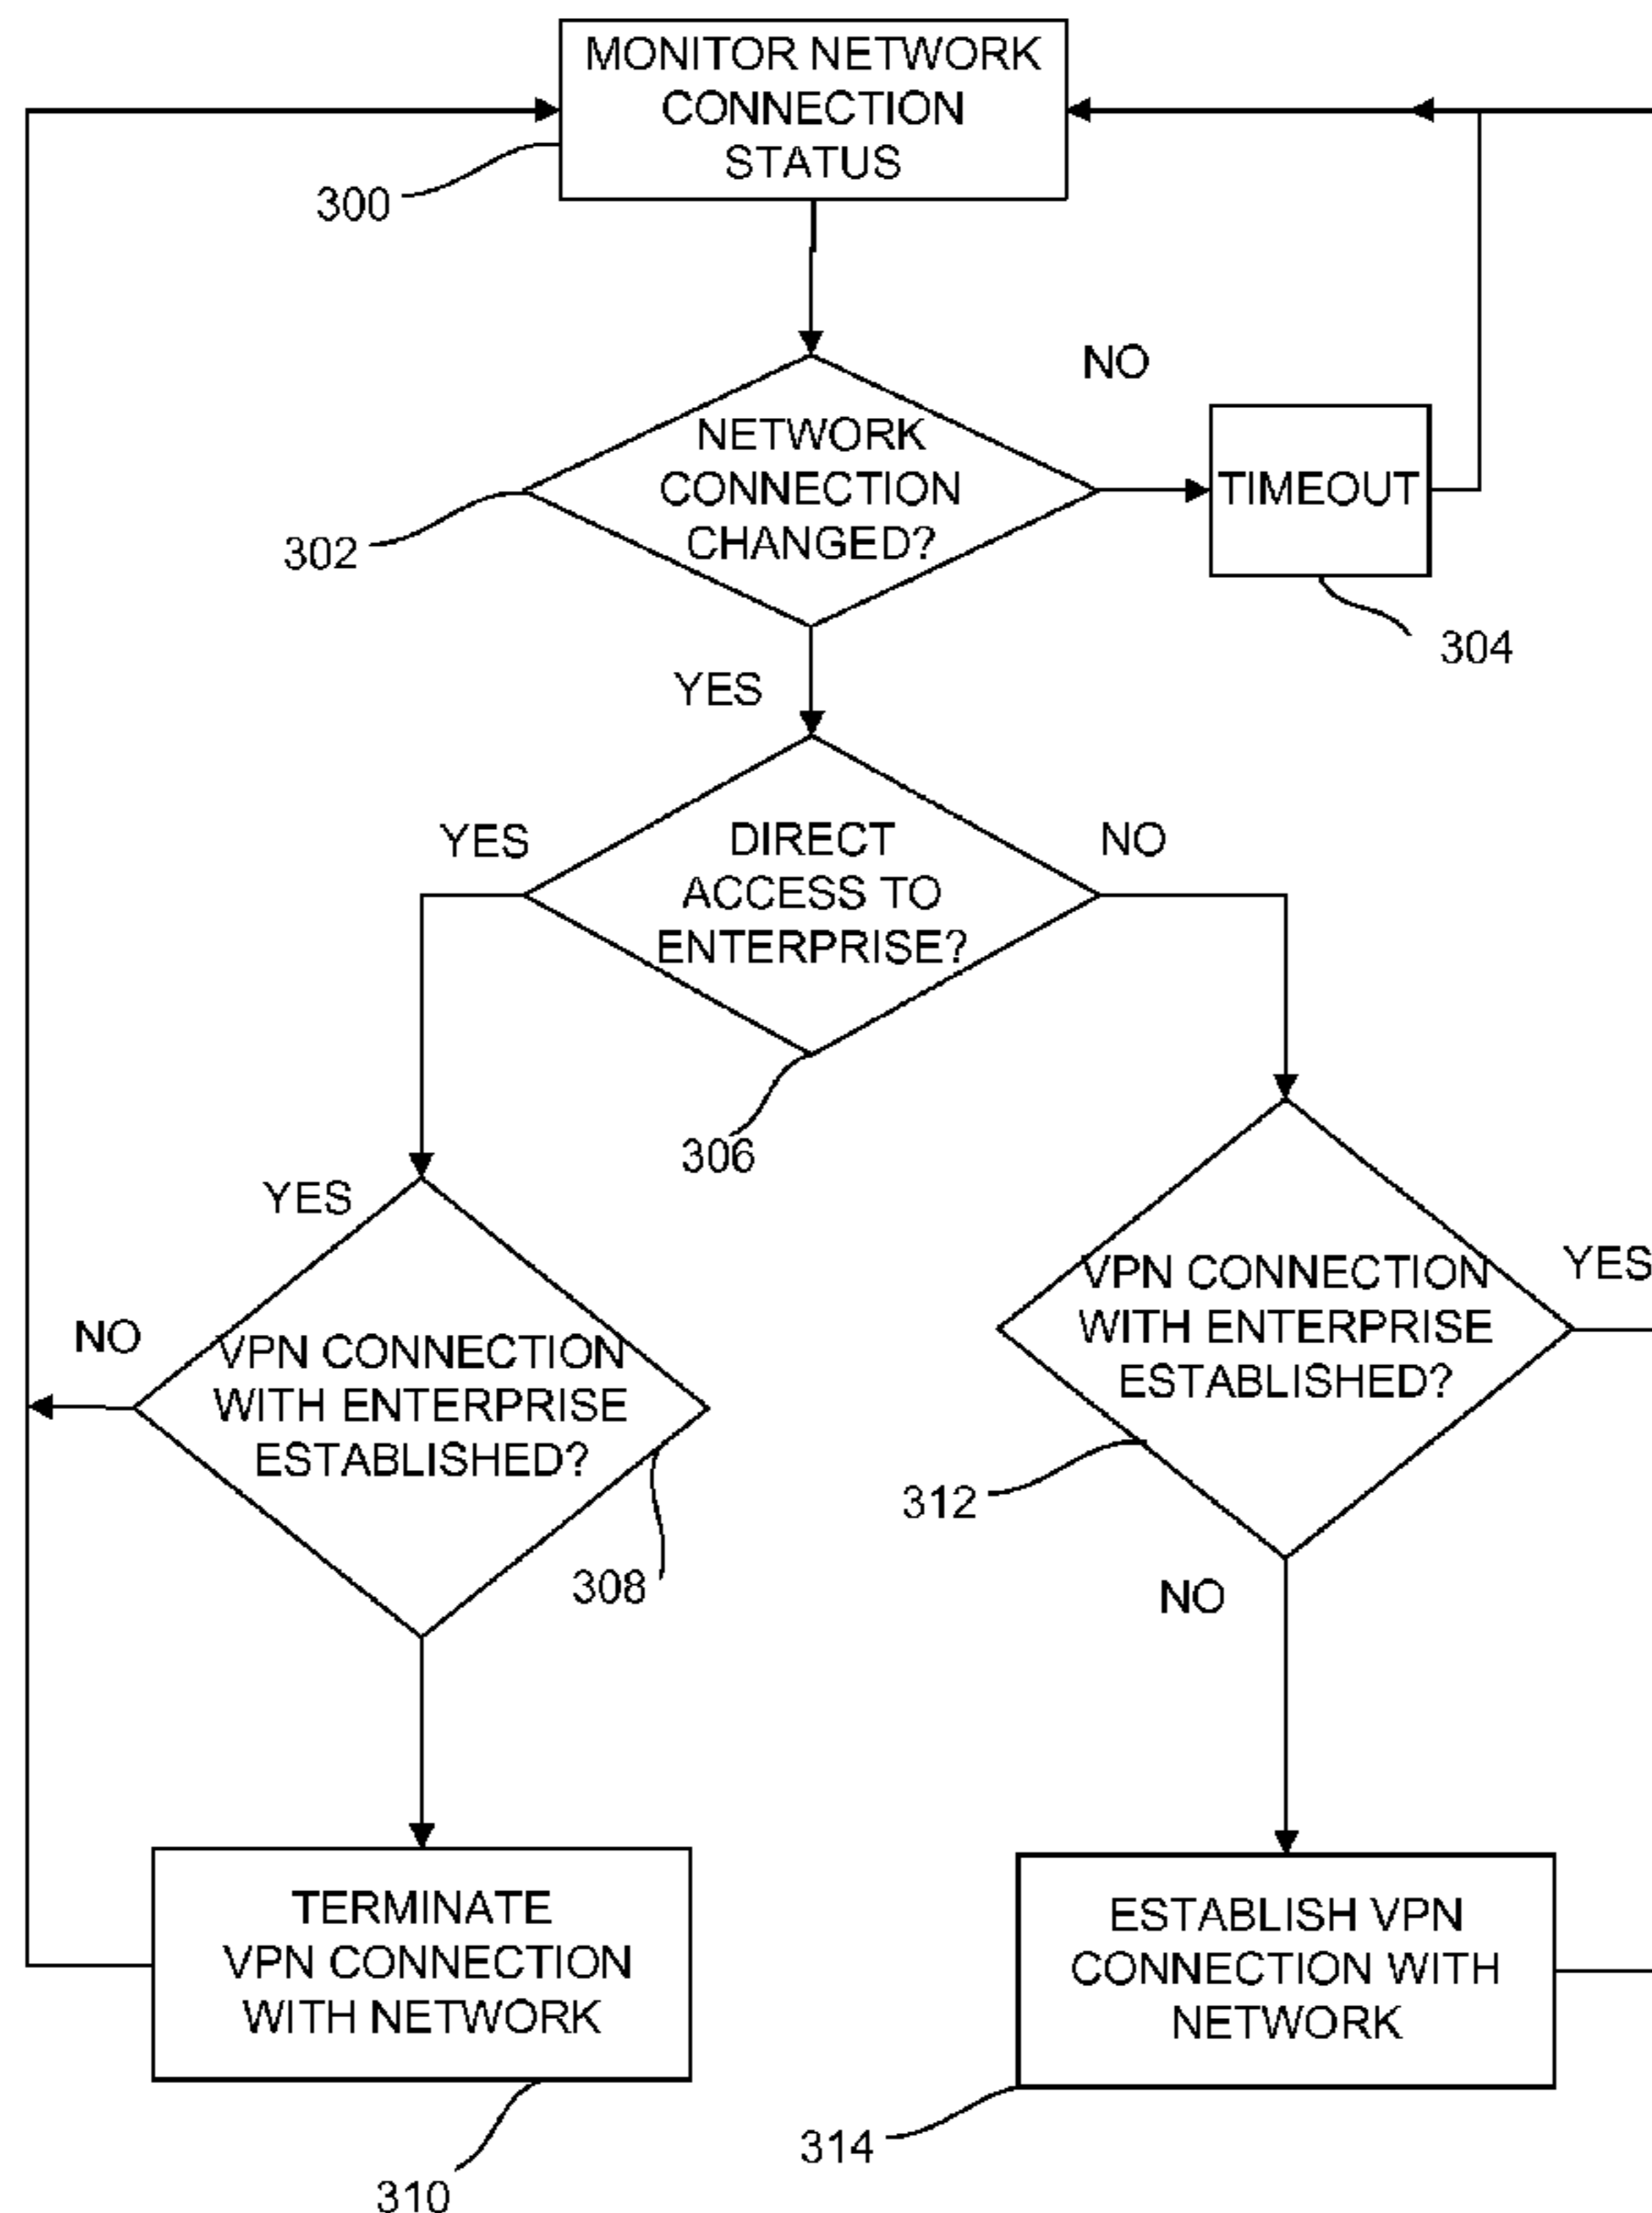 MONITOR NETWORK
CONNECTION
STATUS
300
NO
NETWORK
CONNECTION
CHANGED?
TIMEOUT
302
304
YES
YES
DIRECT
ACCESS TO
ENTERPRISE?
NO
306
YES
VPN CONNECTION
WITH ENTERPRISE
ESTABLISHED?
YES
NO
VPN CONNECTION
WITH ENTERPRISE
ESTABLISHED?
312
308
NO
TERMINATE
VPN CONNECTION
WITH NETWORK
ESTABLISH VPN
CONNECTION WITH
NETWORK
314
310